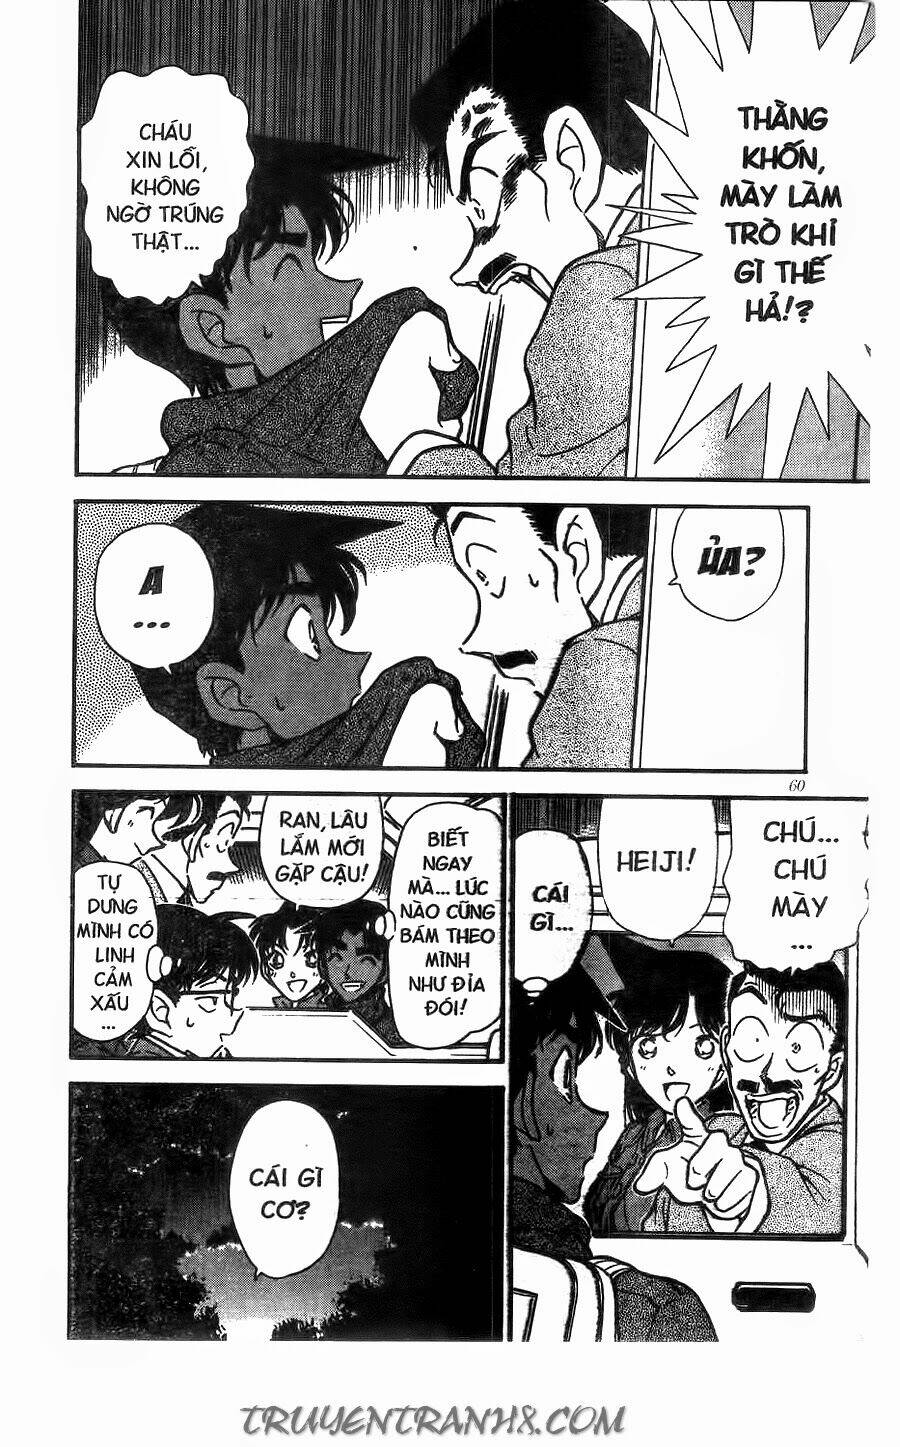 THẰNG
KHỐN,
MÀY LÀM
TRÒ KHỈ
GÌ THẾ
HẢ!?
CHÁU
XIN LỖI,
KHÔNG
NGỜ TRÚNG
THẬT...
ỦA?
A
...
60
CHÚ...
CHÚ
MÀY
...
HEIJI!
CÁI
GÌ...
BIẾT
NGAY
MÀ... LÚC
NÀO CŨNG
BÁM THEO
MÌNH
NHƯ ĐỈA
ĐÓI!
RAN, LÂU
LẮM MỚI
GẶP CẬU!
TỰ
DƯNG
MÌNH CÓ
LINH
CẢM
XẤU
...
CÁI GÌ
CƠ?
TRUYENTRANH8.COM